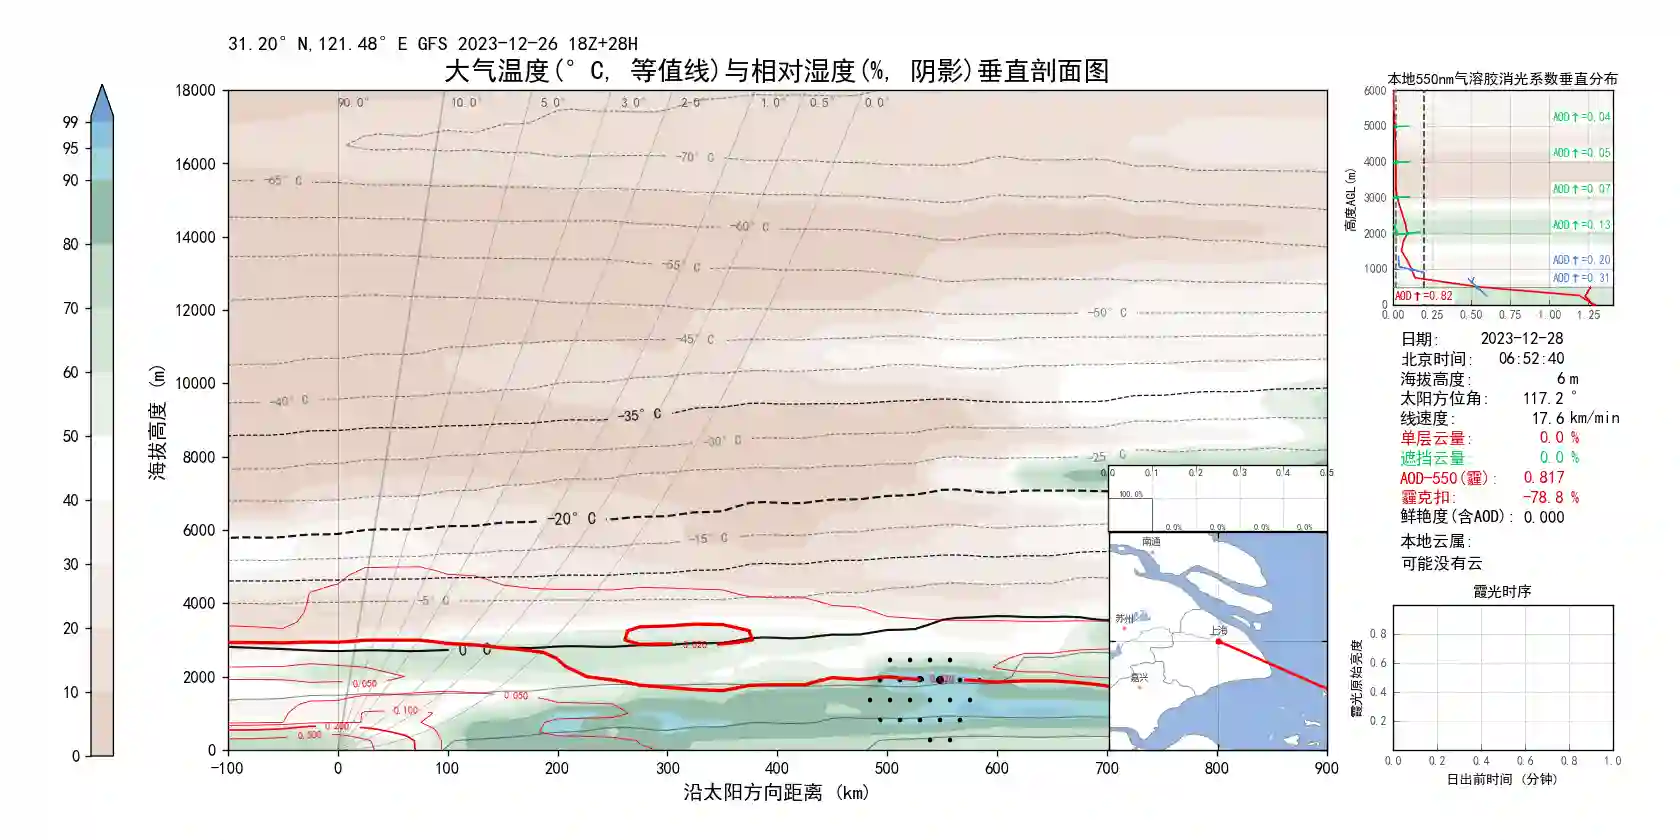 31.20°N,121.48°E GFS 2023-12-26 18Z+28H
大气温度(°C, 等值线)与相对湿度(%, 阴影)垂直剖面图
99
95
90
80
70
60
50
40
30
20
10
0
海拔高度 (m)
18000
16000
14000
12000
10000
8000
6000
4000
2000
0
90.0° 10.0° 5.0° 3.0° 2.0° 1.0° 0.5° 0.0°
-70°C
-65°C
-60°C
-55°C
-50°C
-45°C
-40°C
-35°C
-30°C
-25°C
-20°C
-15°C
-5°C
0°C
0.020
0.020
0.050
0.050
0.100
0.200
0.500
-100 0 100 200 300 400 500 600 700 800 900
沿太阳方向距离 (km)
0.0 0.1 0.2 0.3 0.4 0.5
100.0%
0.0% 0.0% 0.0% 0.0%
南通
苏州
上海
嘉兴
本地550nm气溶胶消光系数垂直分布
高度AGL(m)
6000
5000
4000
3000
2000
1000
0
AOD↑=0.04
AOD↑=0.05
AOD↑=0.07
AOD↑=0.13
AOD↑=0.20
AOD↑=0.31
AOD↑=0.82
0.00 0.25 0.50 0.75 1.00 1.25
日期: 2023-12-28
北京时间: 06:52:40
海拔高度: 6 m
太阳方位角: 117.2 °
线速度: 17.6 km/min
单层云量: 0.0 %
遮挡云量: 0.0 %
AOD-550(霾): 0.817
霾克扣: -78.8 %
鲜艳度(含AOD): 0.000
本地云属:
可能没有云
霞光时序
霞光原始亮度
0.8
0.6
0.4
0.2
0.0 0.2 0.4 0.6 0.8 1.0
日出前时间 (分钟)